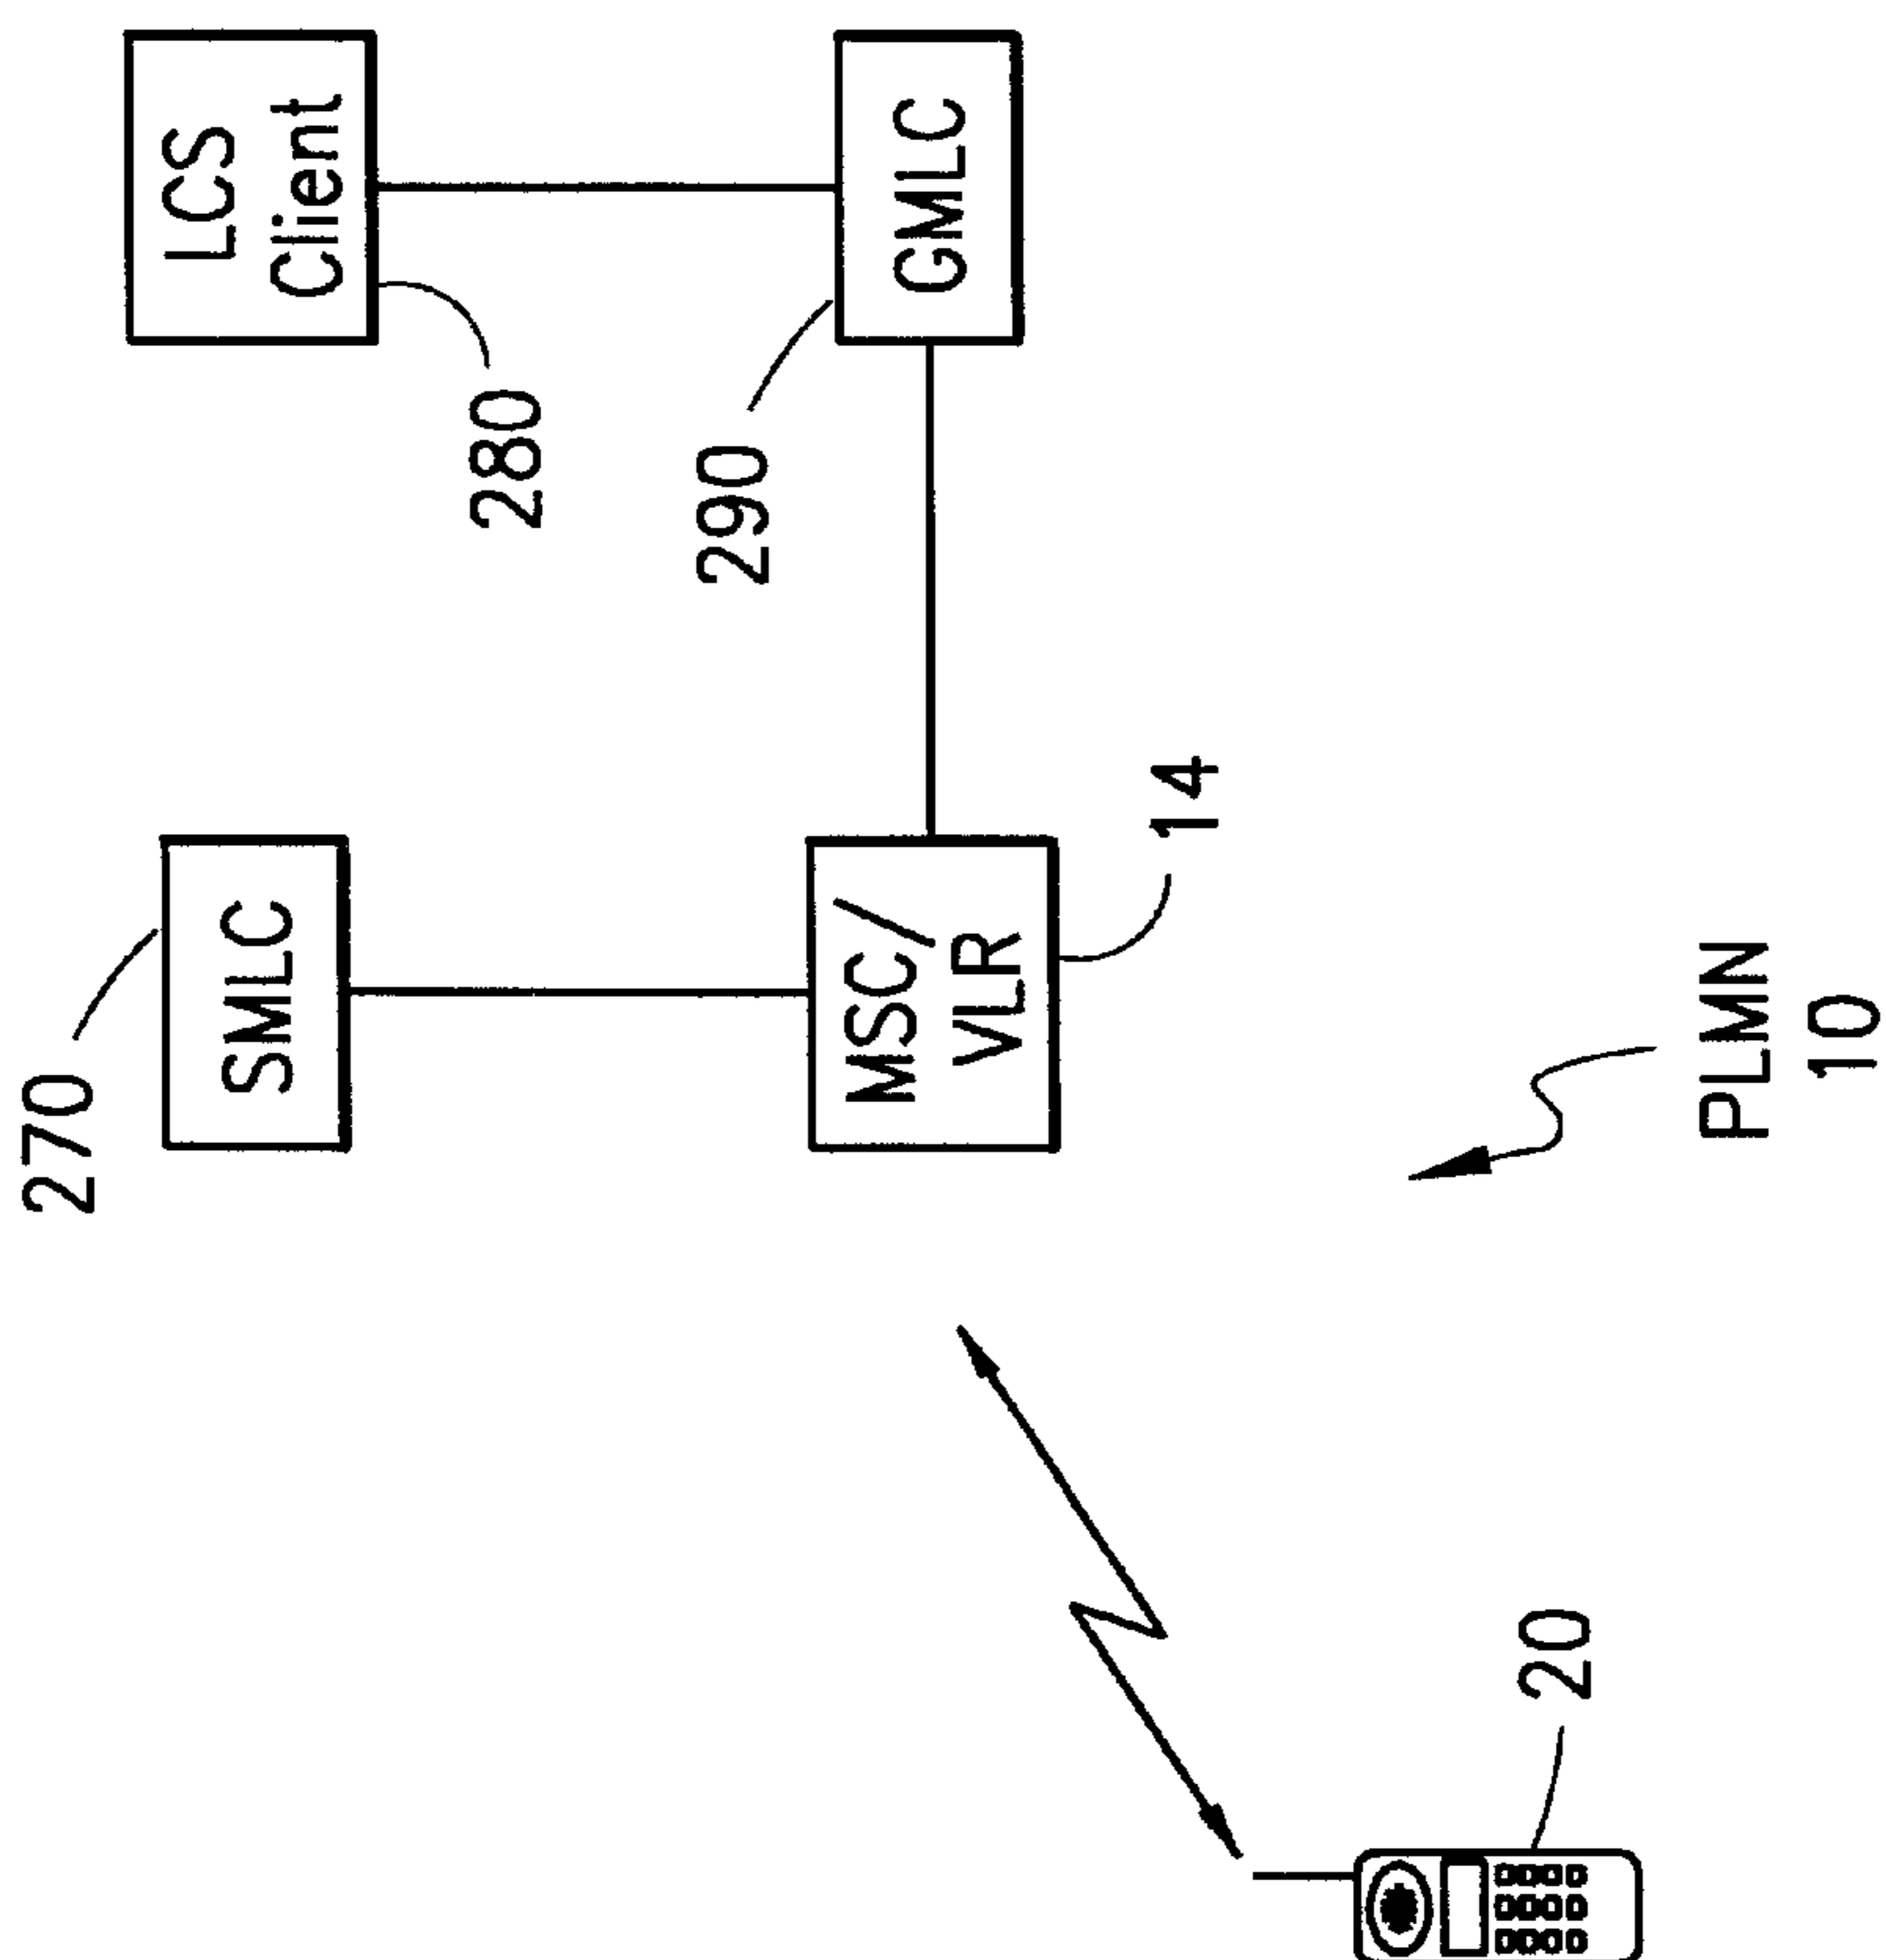 270
SMLC
LCS
Client
280
290
GMLC
MSC/
VLR
14
20
PLMN
10